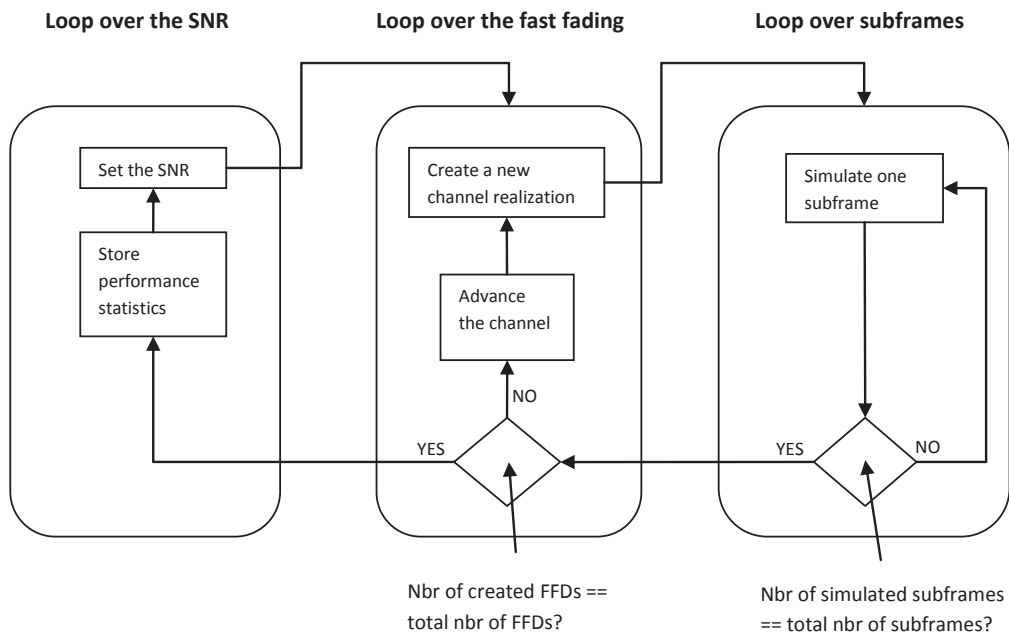 Loop over the SNR
Loop over the fast fading
Loop over subframes
Set the SNR
Store
performance
statistics
YES
Create a new
channel realization
Advance
the channel
NO
YES
Simulate one
subframe
NO
Nbr of created FFDs ==
total nbr of FFDs?
Nbr of simulated subframes
== total nbr of subframes?